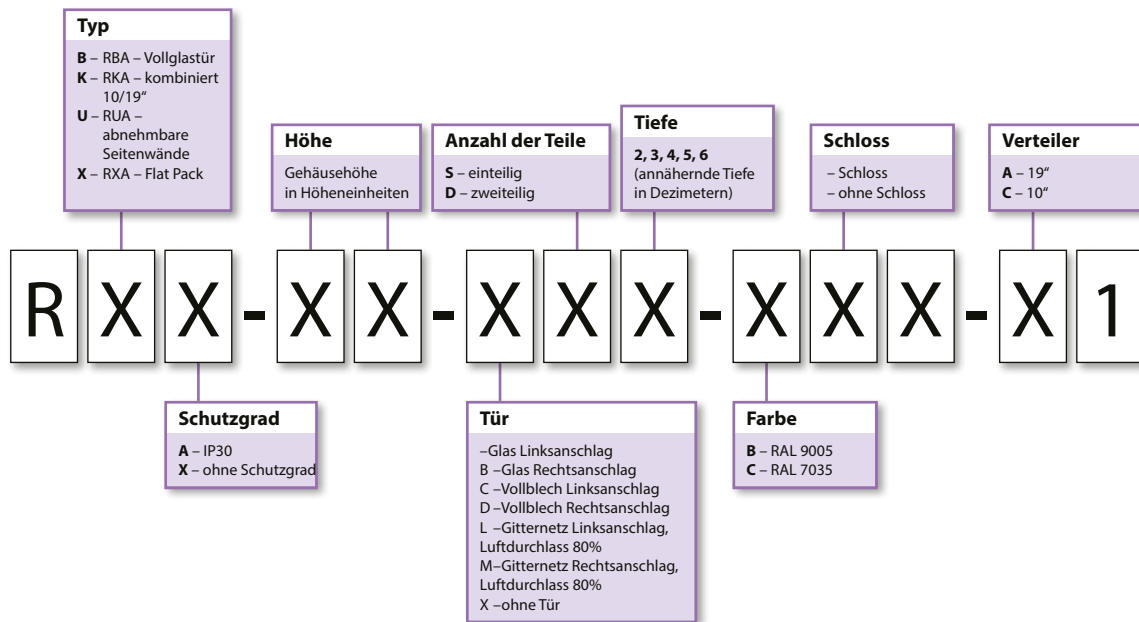 Typ
B – RBA – Vollglastür
K – RKA – kombiniert
10/19“
U – RUA –
abnehmbare
Seitenwände
X – RXA – Flat Pack
Höhe
Gehäusehöhe
in Höheneinheiten
Anzahl der Teile
S – einteilig
D – zweiteilig
Tiefe
2, 3, 4, 5, 6
(annähernde Tiefe
in Dezimetern)
Schloss
– Schloss
– ohne Schloss
Verteiler
A – 19“
C – 10“
R X X - X X - X X X - X X X - X 1
Schutzgrad
A – IP30
X – ohne Schutzgrad
Tür
–Glas Linksanschlag
B –Glas Rechtsanschlag
C –Vollblech Linksanschlag
D –Vollblech Rechtsanschlag
L –Gitternetz Linksanschlag,
Luftdurchlass 80%
M–Gitternetz Rechtsanschlag,
Luftdurchlass 80%
X –ohne Tür
Farbe
B – RAL 9005
C – RAL 7035